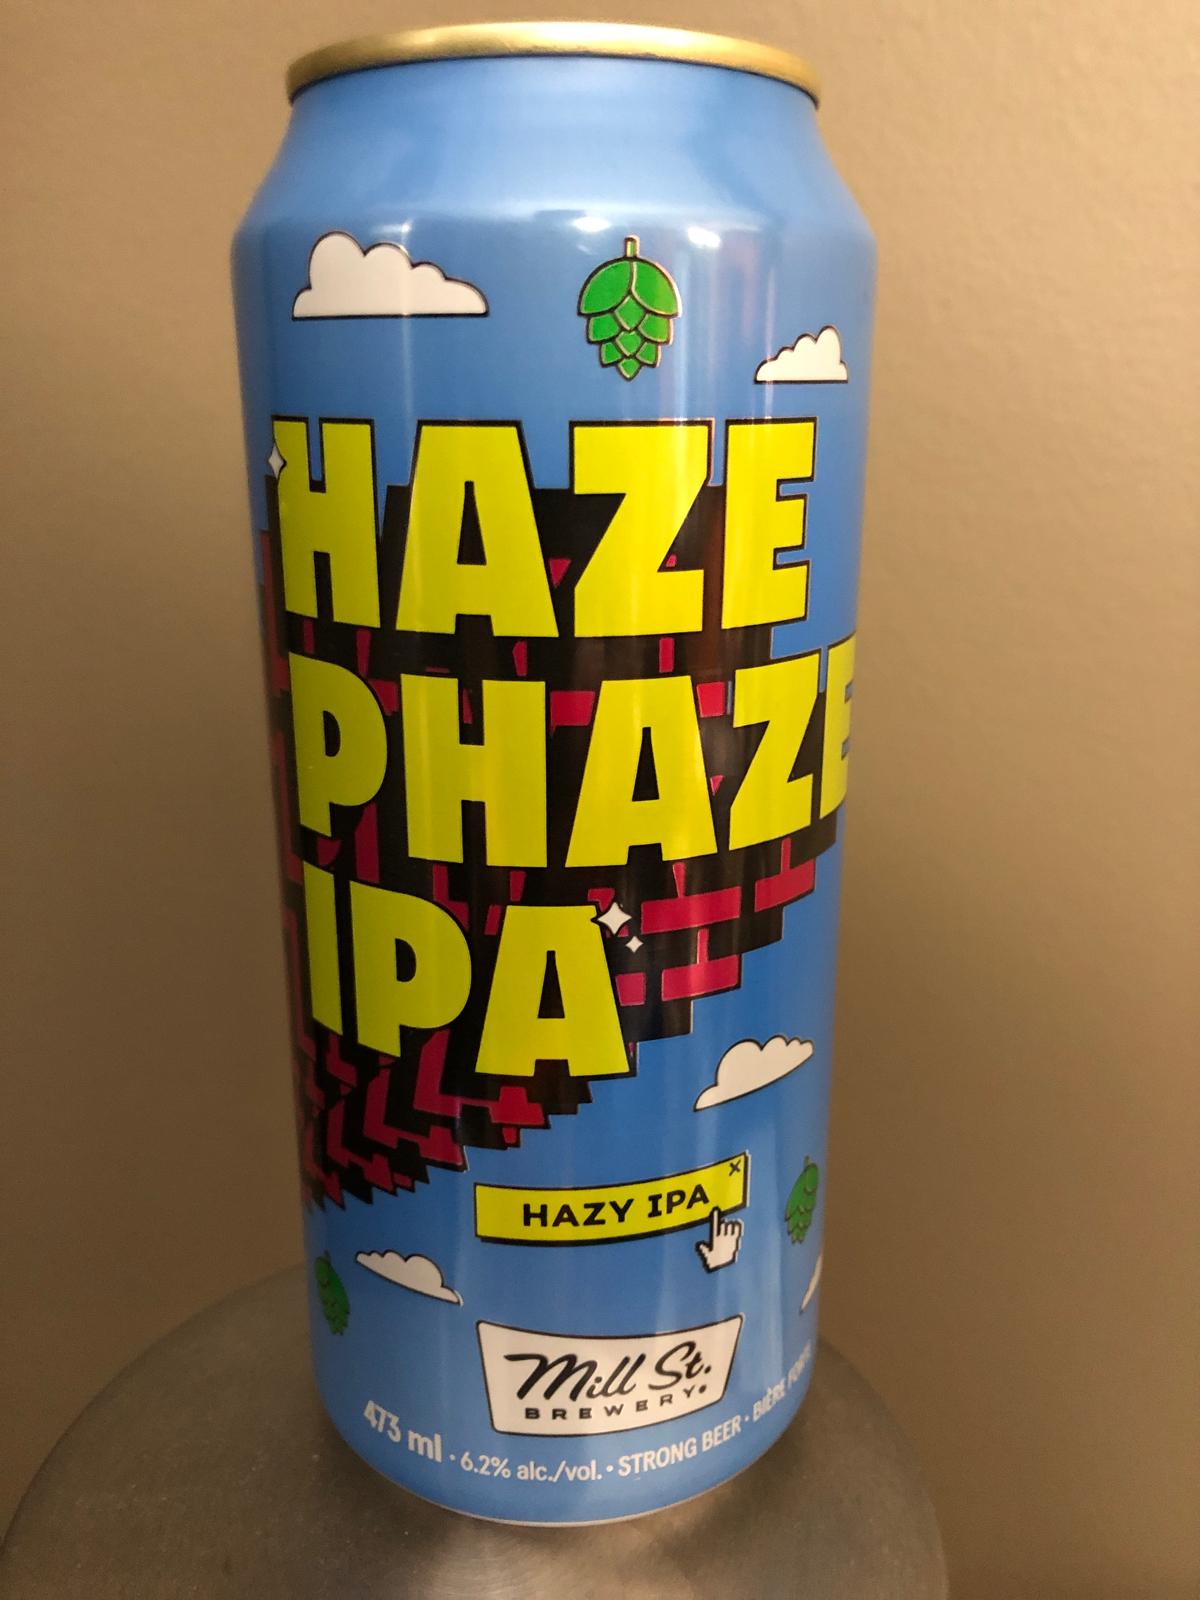 HAZE
PHAZE
IPA
HAZY IPA x
Mill St.
BREWERY
473 ml · 6.2% alc./vol. · STRONG BEER · BIÈRE FORTE